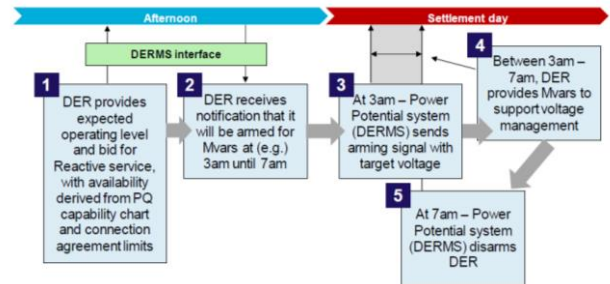 Afternoon
Settlement day
DERMS interface
1
DER provides
expected
operating level
and bid for
Reactive service,
with availability
derived from PQ
capability chart
and connection
agreement limits
2
DER receives
notification that it
will be armed for
Mvars at (e.g.)
3am until 7am
3
At 3am – Power
Potential system
(DERMS) sends
arming signal with
target voltage
4
Between 3am –
7am, DER
provides Mvars to
support voltage
management
5
At 7am – Power
Potential system
(DERMS) disarms
DER